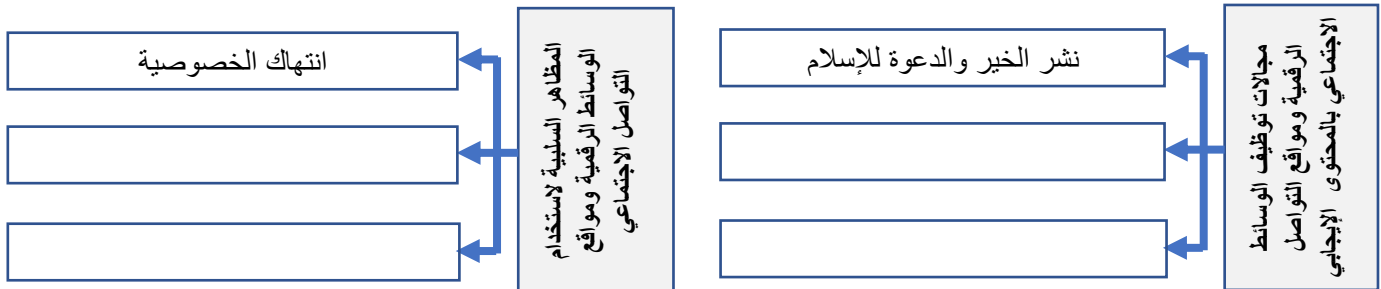 مجالات توظيف الوسائط
الرقمية ومواقع التواصل
الاجتماعي بالمحتوى الإيجابي
نشر الخير والدعوة للإسلام
المظاهر السلبية لاستخدام
الوسائط الرقمية ومواقع
التواصل الاجتماعي
انتهاك الخصوصية